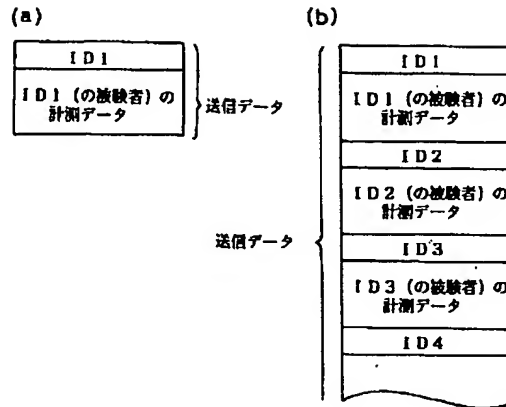 (a)
ID1
ID1(の被験者)の
計測データ
送信データ
(b)
ID1
ID1(の被験者)の
計測データ
ID2
ID2(の被験者)の
計測データ
ID3
ID3(の被験者)の
計測データ
ID4
送信データ